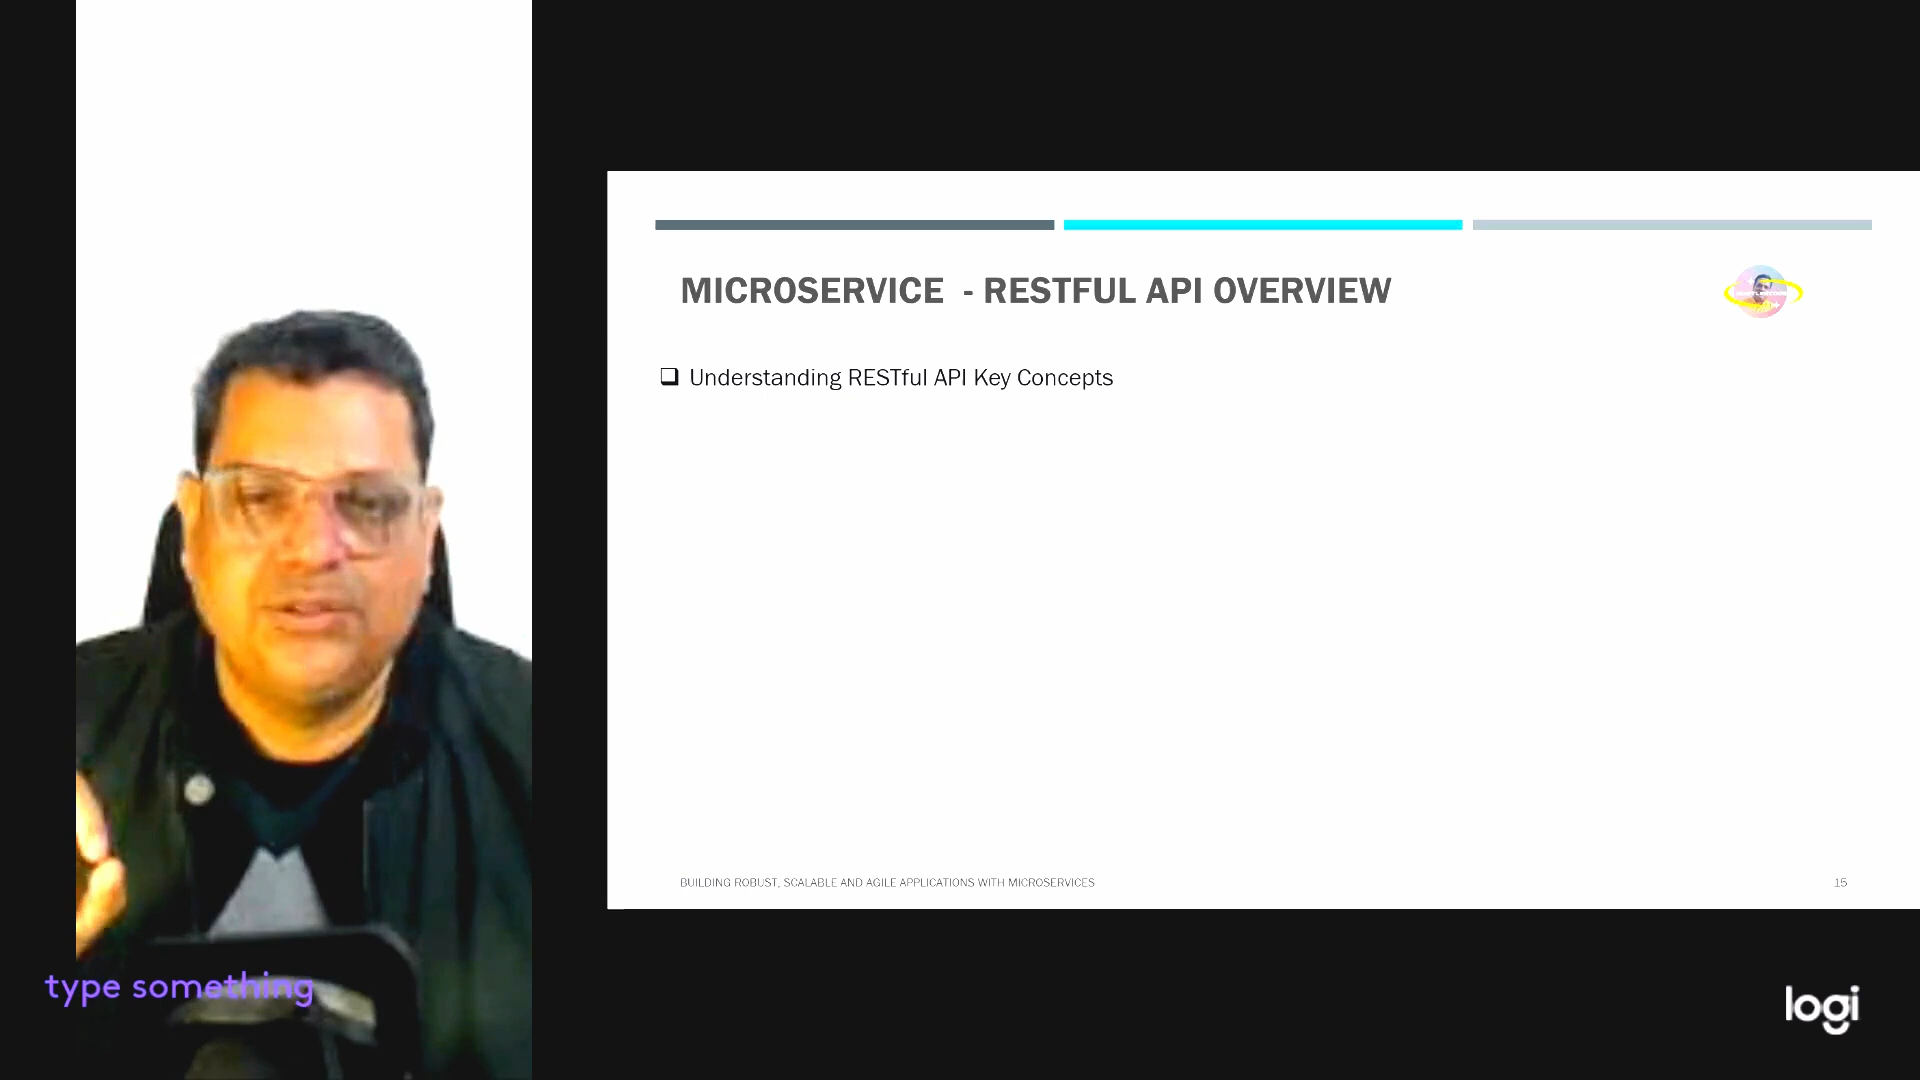 MICROSERVICE - RESTFUL API OVERVIEW
Understanding RESTful API Key Concepts
BUILDING ROBUST, SCALABLE AND AGILE APPLICATIONS WITH MICROSERVICES
15
type something
logi